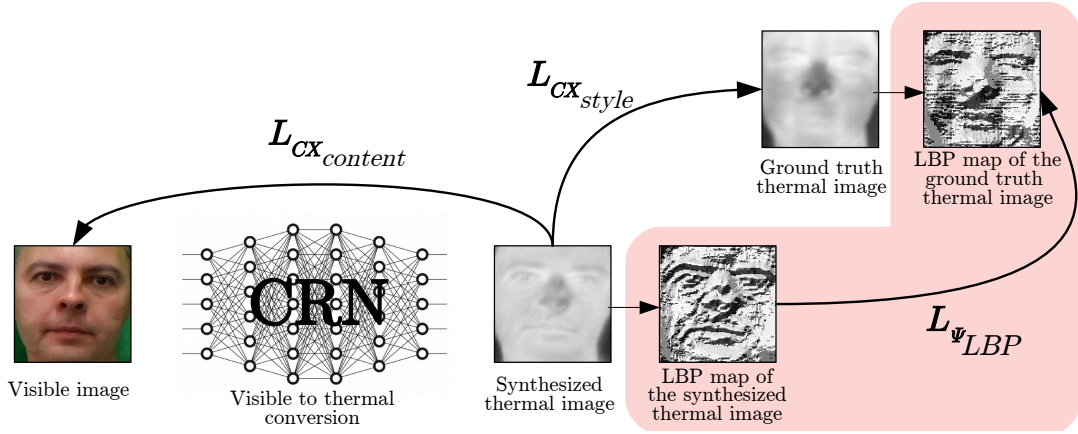 L_{CX_{style}}
L_{CX_{content}}
Ground truth
thermal image
LBP map of the
ground truth
thermal image
CRN
L_{Ψ_{LBP}}
Visible image
Visible to thermal
conversion
Synthesized
thermal image
LBP map of
the synthesized
thermal image